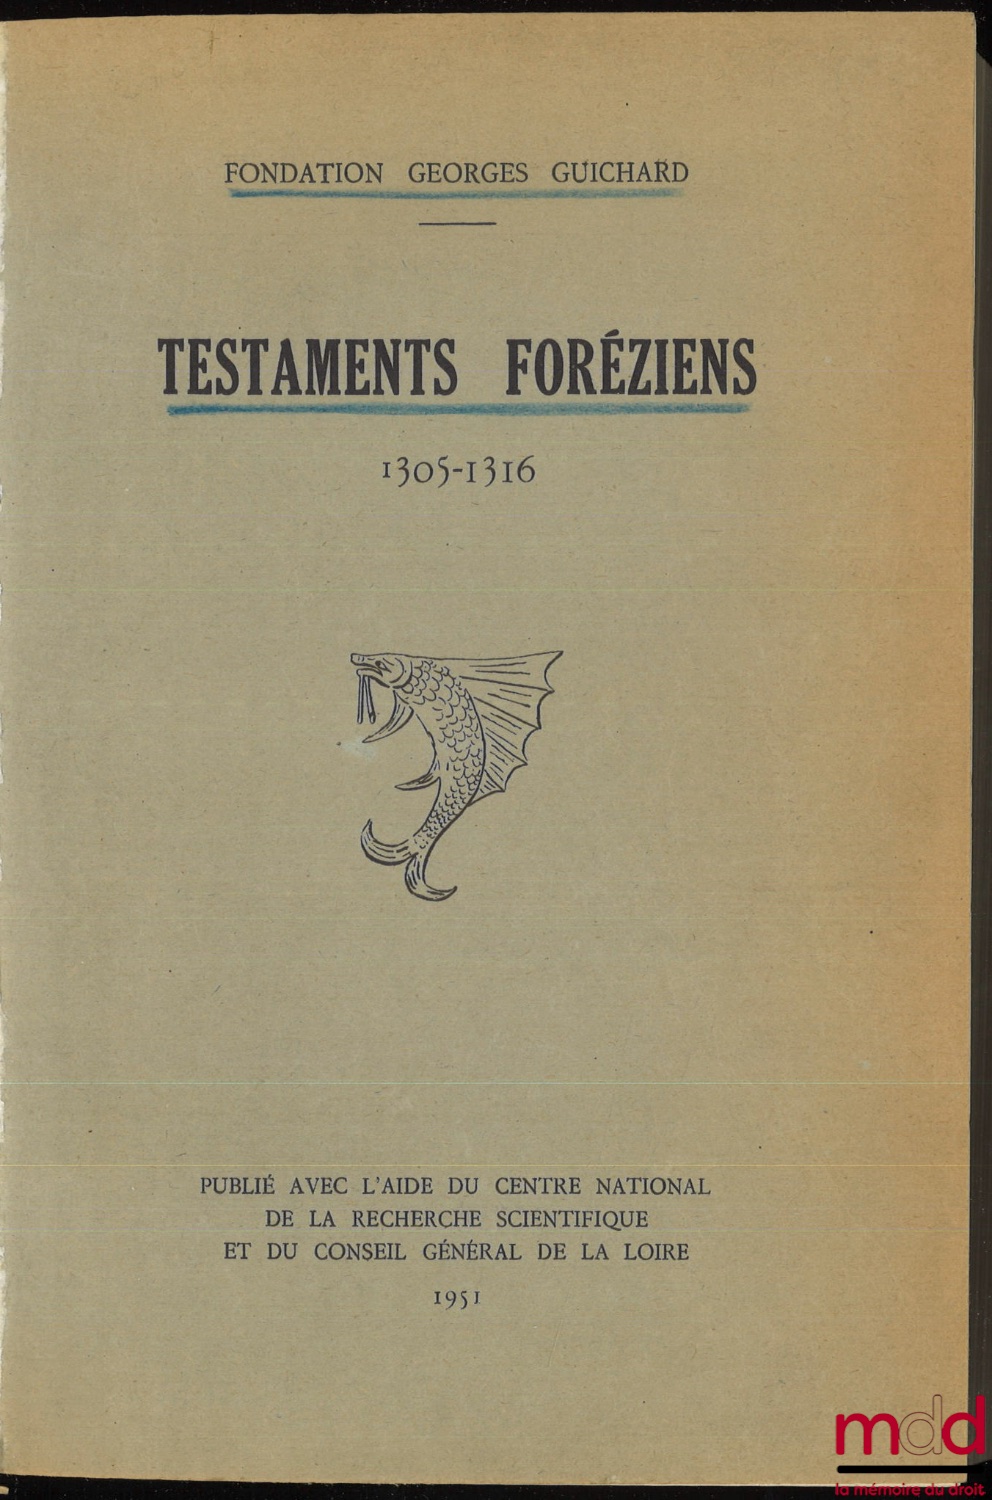 FONDATION GEORGES GUICHARD
TESTAMENTS FORÉZIENS
1305-1316
PUBLIÉ AVEC L'AIDE DU CENTRE NATIONAL
DE LA RECHERCHE SCIENTIFIQUE
ET DU CONSEIL GÉNÉRAL DE LA LOIRE
1951
mdd
la mémoire du droit